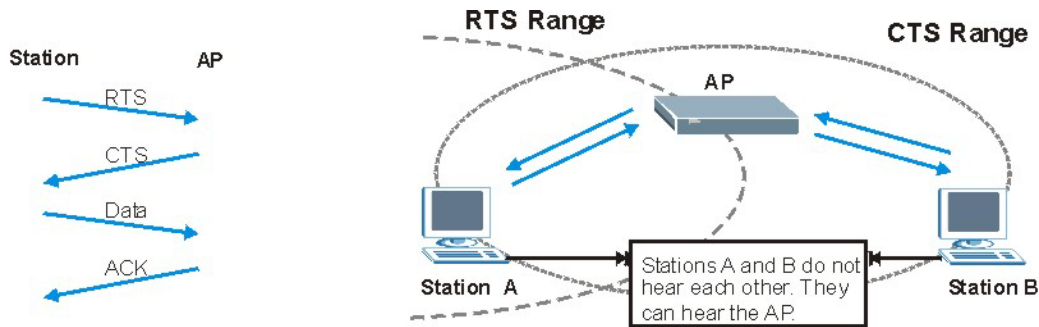 Station
AP
RTS
CTS
Data
ACK
RTS Range
CTS Range
AP
Station A
Station B
Stations A and B do not
hear each other. They
can hear the AP.